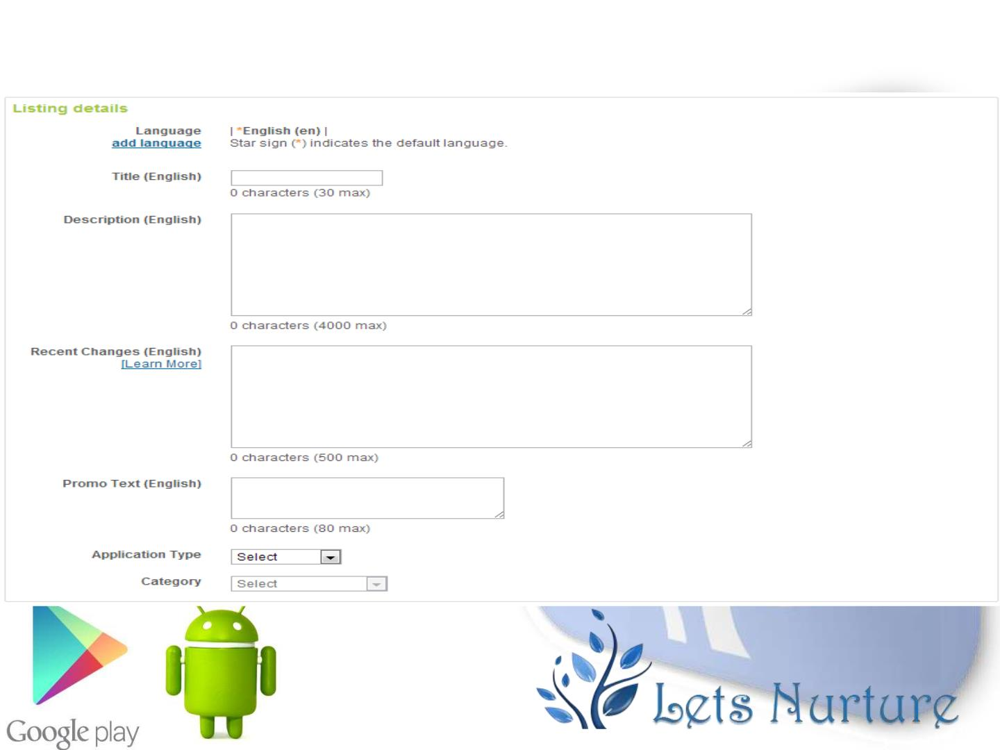 Listing details
Language | *English (en) |
add language Star sign (*) indicates the default language.
Title (English)
0 characters (30 max)
Description (English)
0 characters (4000 max)
Recent Changes (English)
[Learn More]
0 characters (500 max)
Promo Text (English)
0 characters (80 max)
Application Type Select
Category Select
Google play
Lets Nurture